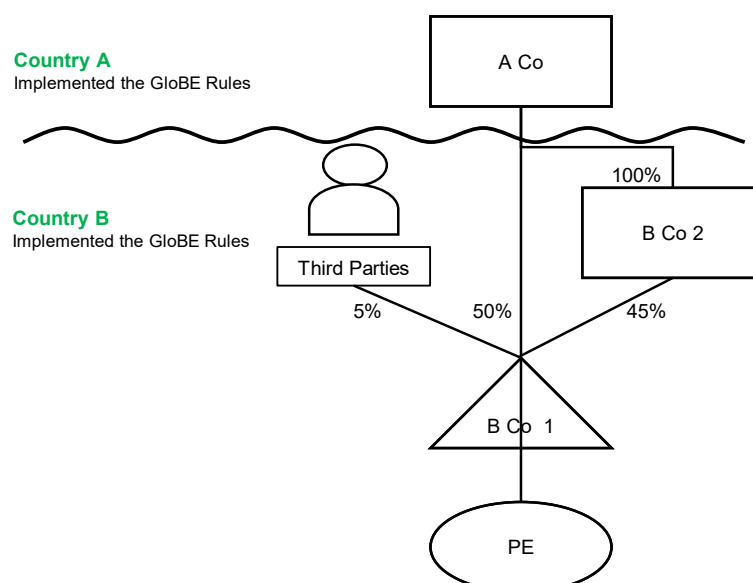 A Co
Country A
Implemented the GloBE Rules
100%
Country B
Implemented the GloBE Rules
B Co 2
Third Parties
5%
50%
45%
B Co 1
PE